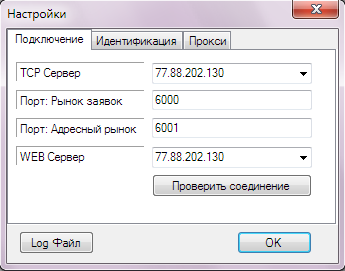 Настройки
Подключение Идентификация Прокси
TCP Сервер 77.88.202.130
Порт: Рынок заявок 6000
Порт: Адресный рынок 6001
WEB Сервер 77.88.202.130
Проверить соединение
Log Файл OK